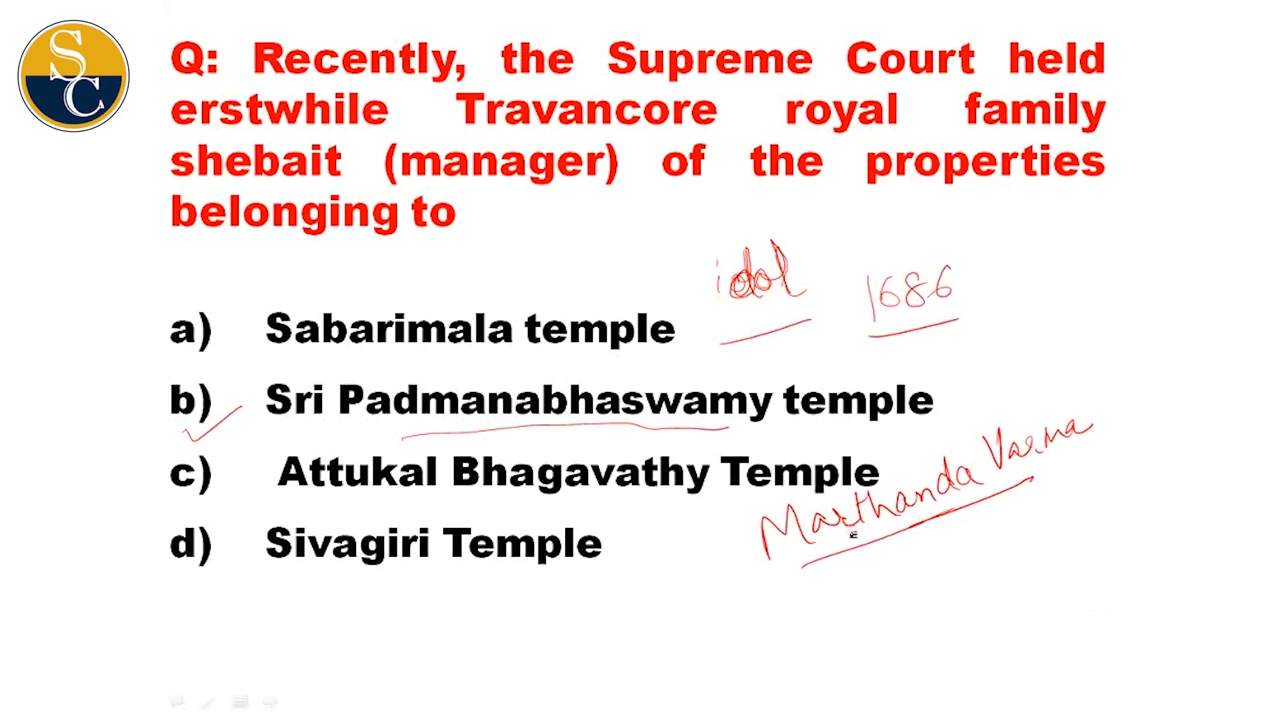 SC
Q: Recently, the Supreme Court held
erstwhile Travancore royal family
shebait (manager) of the properties
belonging to
idol 1686
a) Sabarimala temple
b) Sri Padmanabhaswamy temple
c) Attukal Bhagavathy Temple
Marthanda Varma
d) Sivagiri Temple